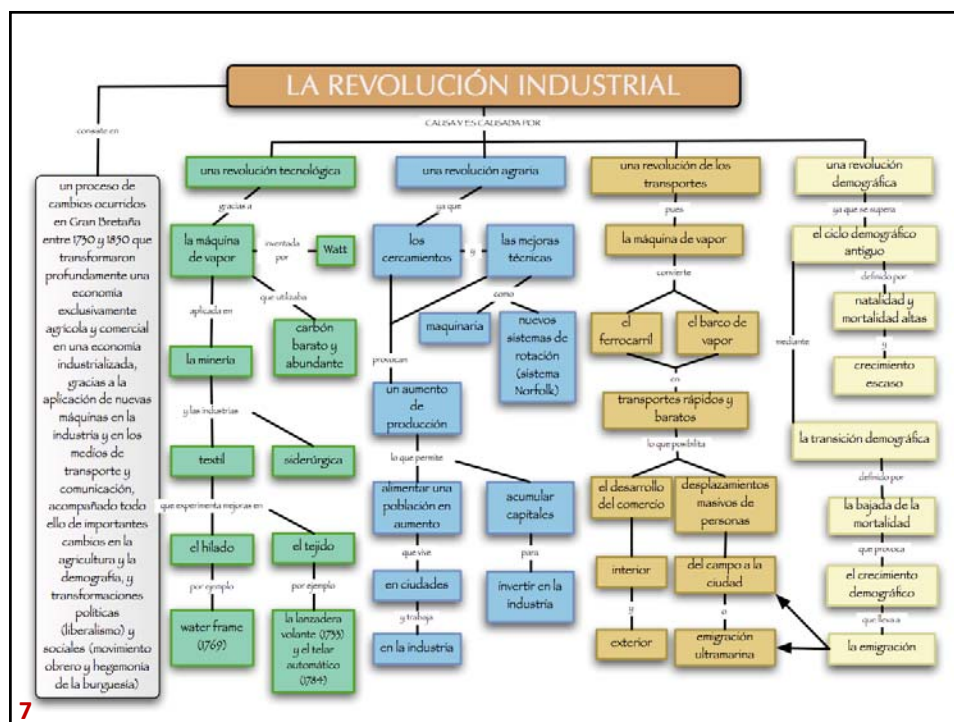 LA REVOLUCIÓN INDUSTRIAL
consiste en
CAUSA Y ES CAUSADA POR
un proceso de
cambios ocurridos
en Gran Bretaña
entre 1730 y 1850 que
transformaron
profundamente una
economía
exclusivamente
agrícola y comercial
en una economía
industrializada,
gracias a la
aplicación de nuevas
máquinas en la
industria y en los
medios de
transporte y
comunicación,
acompañado todo
ello de importantes
cambios en la
agricultura y la
demografía, y
transformaciones
políticas
(liberalismo) y
sociales (movimiento
obrero y hegemonía
de la burguesía)
una revolución tecnológica
gracias a
la máquina
de vapor
inventada
por
Watt
que utilizaba
carbón
barato y
abundante
aplicada en
la minería
y las industrias
textil
siderúrgica
que experimenta mejoras en
el hilado
el tejido
por ejemplo
por ejemplo
water frame
(1769)
la lanzadera
volante (1733)
y el telar
automático
(1784)
una revolución agraria
ya que
los
cercamientos
y
las mejoras
técnicas
como
maquinaria
nuevos
sistemas de
rotación
(sistema
Norfolk)
provocan
un aumento
de
producción
lo que permite
alimentar una
población en
aumento
acumular
capitales
que vive
para
en ciudades
invertir en la
industria
y trabaja
en la industria
una revolución de los
transportes
pues
la máquina de vapor
convierte
el
ferrocarril
el barco de
vapor
en
transportes rápidos y
baratos
lo que posibilita
el desarrollo
del comercio
desplazamientos
masivos de
personas
interior
del campo a la
ciudad
y
o
exterior
emigración
ultramarina
una revolución
demográfica
ya que se supera
el ciclo demográfico
antiguo
definido por
natalidad y
mortalidad altas
y
crecimiento
escaso
mediante
la transición demográfica
definido por
la bajada de la
mortalidad
que provoca
el crecimiento
demográfico
que lleva a
la emigración
7